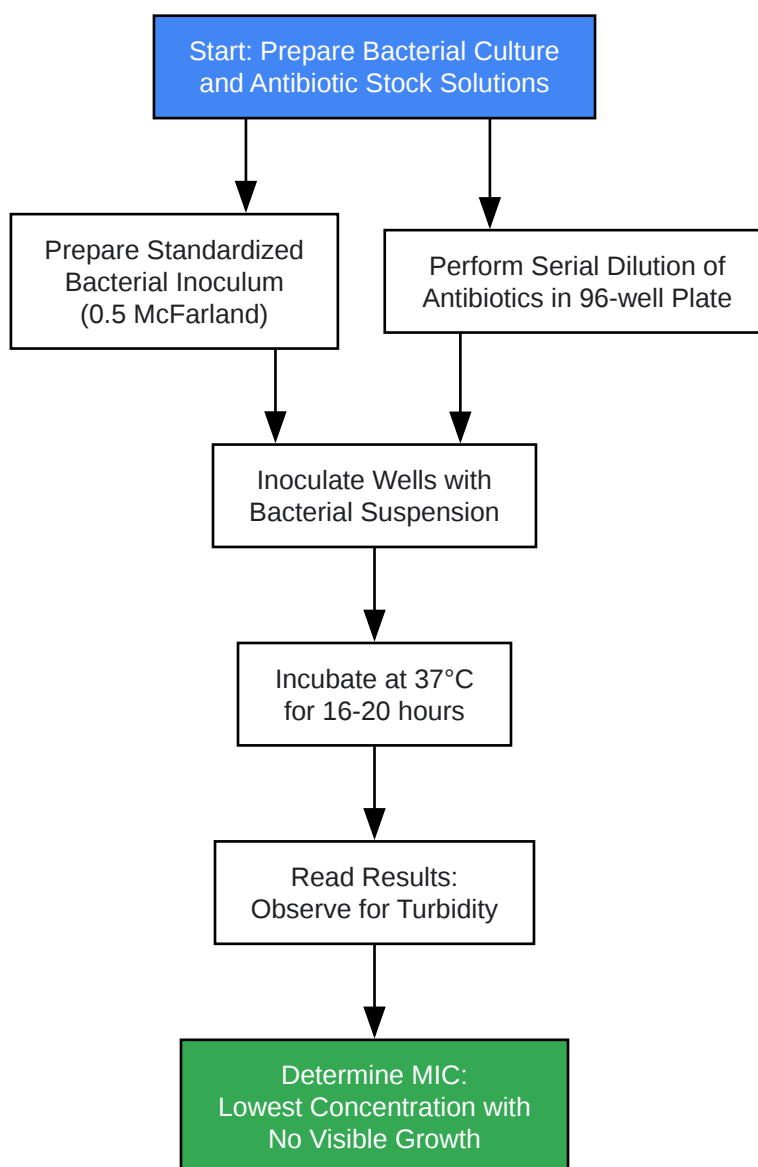 Start: Prepare Bacterial Culture
and Antibiotic Stock Solutions
Prepare Standardized
Bacterial Inoculum
(0.5 McFarland)
Perform Serial Dilution of
Antibiotics in 96-well Plate
Inoculate Wells with
Bacterial Suspension
Incubate at 37°C
for 16-20 hours
Read Results:
Observe for Turbidity
Determine MIC:
Lowest Concentration with
No Visible Growth